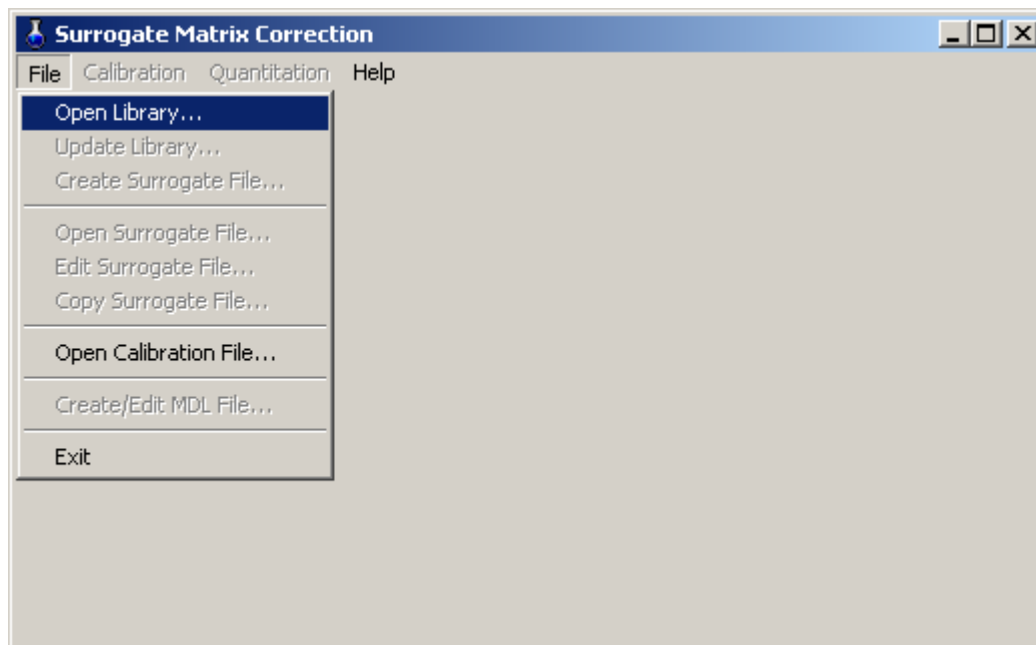 Surrogate Matrix Correction
File Calibration Quantitation Help
Open Library...
Update Library...
Create Surrogate File...
Open Surrogate File...
Edit Surrogate File...
Copy Surrogate File...
Open Calibration File...
Create/Edit MDL File...
Exit